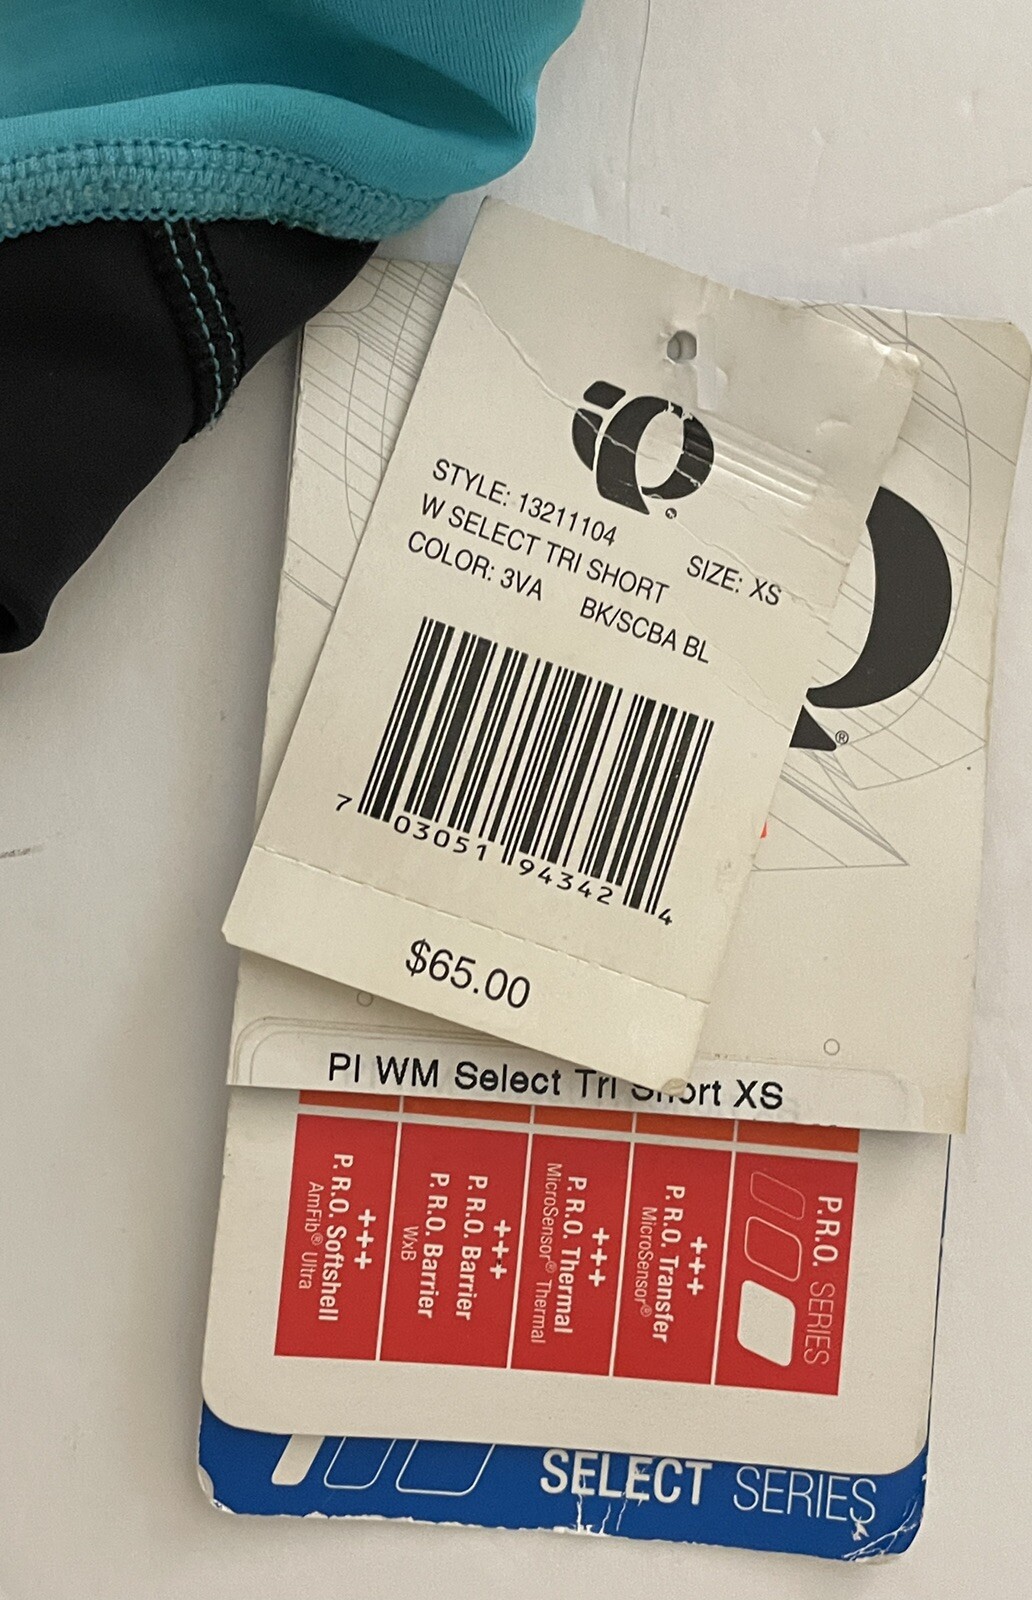 STYLE: 13211104
W SELECT TRI SHORT SIZE: XS
COLOR: 3VA BK/SCBA BL
7 03051 94342 4
$65.00
®
PI WM Select Tri Short XS
P.R.O. SERIES
+++
P.R.O. Transfer
MicroSensor®
+++
P.R.O. Thermal
MicroSensor® Thermal
+++
P.R.O. Barrier
P.R.O. Barrier
WxB
+++
P.R.O. Softshell
AmFib® Ultra
SELECT SERIES